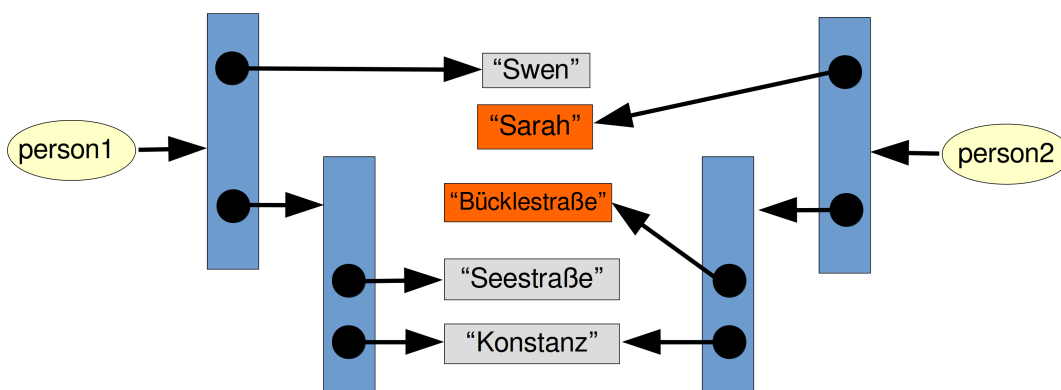 “Swen”
“Sarah”
person1
person2
“Bücklestraße”
“Seestraße”
“Konstanz”